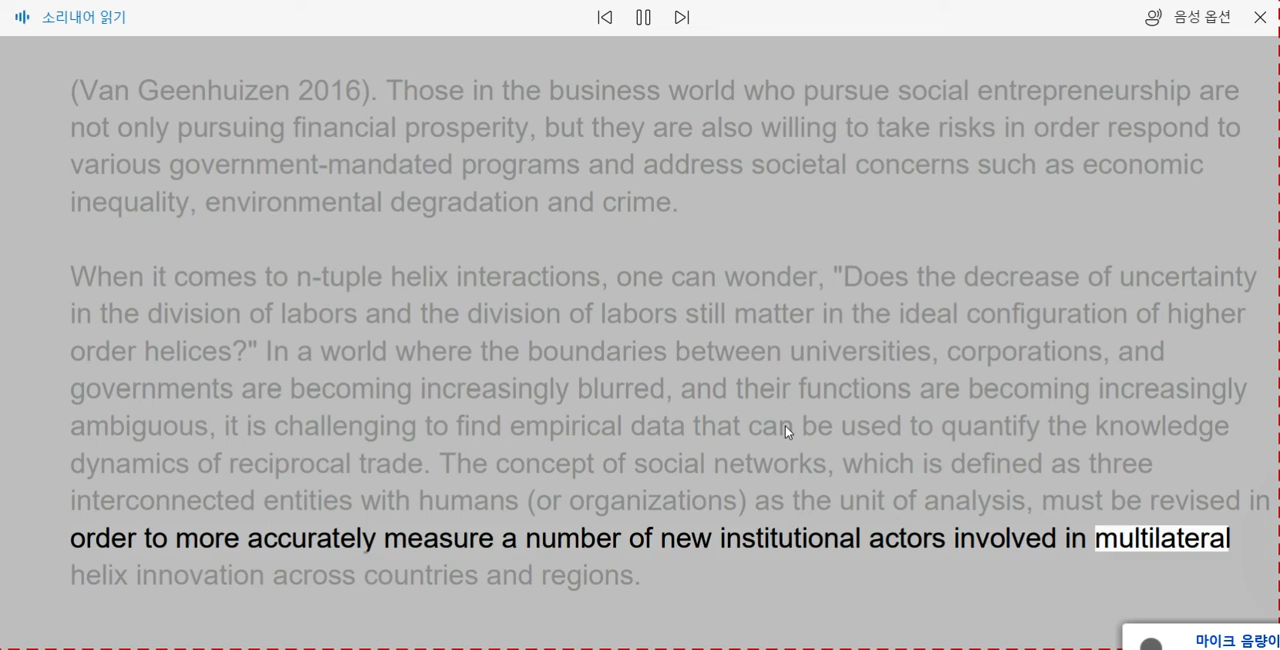 소리내어 읽기
음성 옵션
(Van Geenhuizen 2016). Those in the business world who pursue social entrepreneurship are
not only pursuing financial prosperity, but they are also willing to take risks in order respond to
various government-mandated programs and address societal concerns such as economic
inequality, environmental degradation and crime.
When it comes to n-tuple helix interactions, one can wonder, "Does the decrease of uncertainty
in the division of labors and the division of labors still matter in the ideal configuration of higher
order helices?" In a world where the boundaries between universities, corporations, and
governments are becoming increasingly blurred, and their functions are becoming increasingly
ambiguous, it is challenging to find empirical data that can be used to quantify the knowledge
dynamics of reciprocal trade. The concept of social networks, which is defined as three
interconnected entities with humans (or organizations) as the unit of analysis, must be revised in
order to more accurately measure a number of new institutional actors involved in multilateral
helix innovation across countries and regions.
마이크 음량이